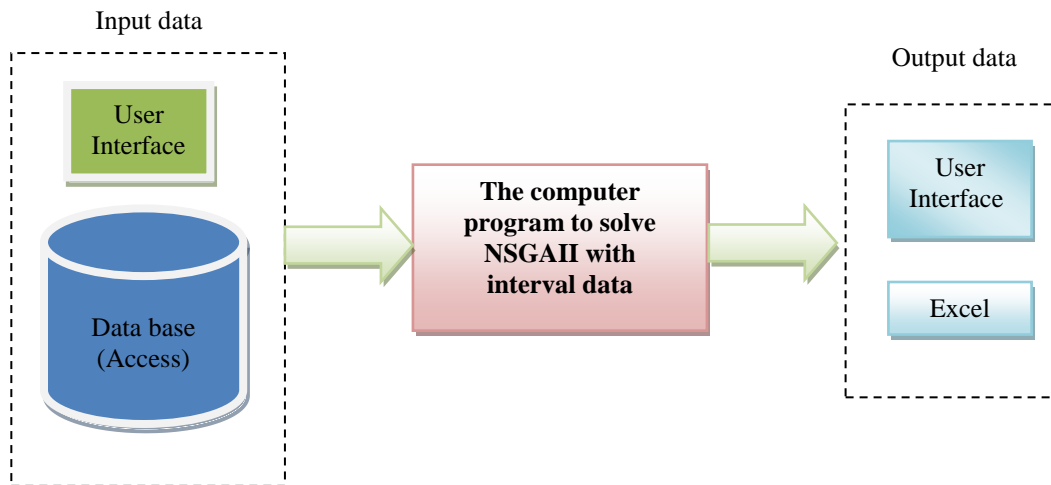 Input data
User
Interface
Data base
(Access)
The computer
program to solve
NSGAII with
interval data
Output data
User
Interface
Excel